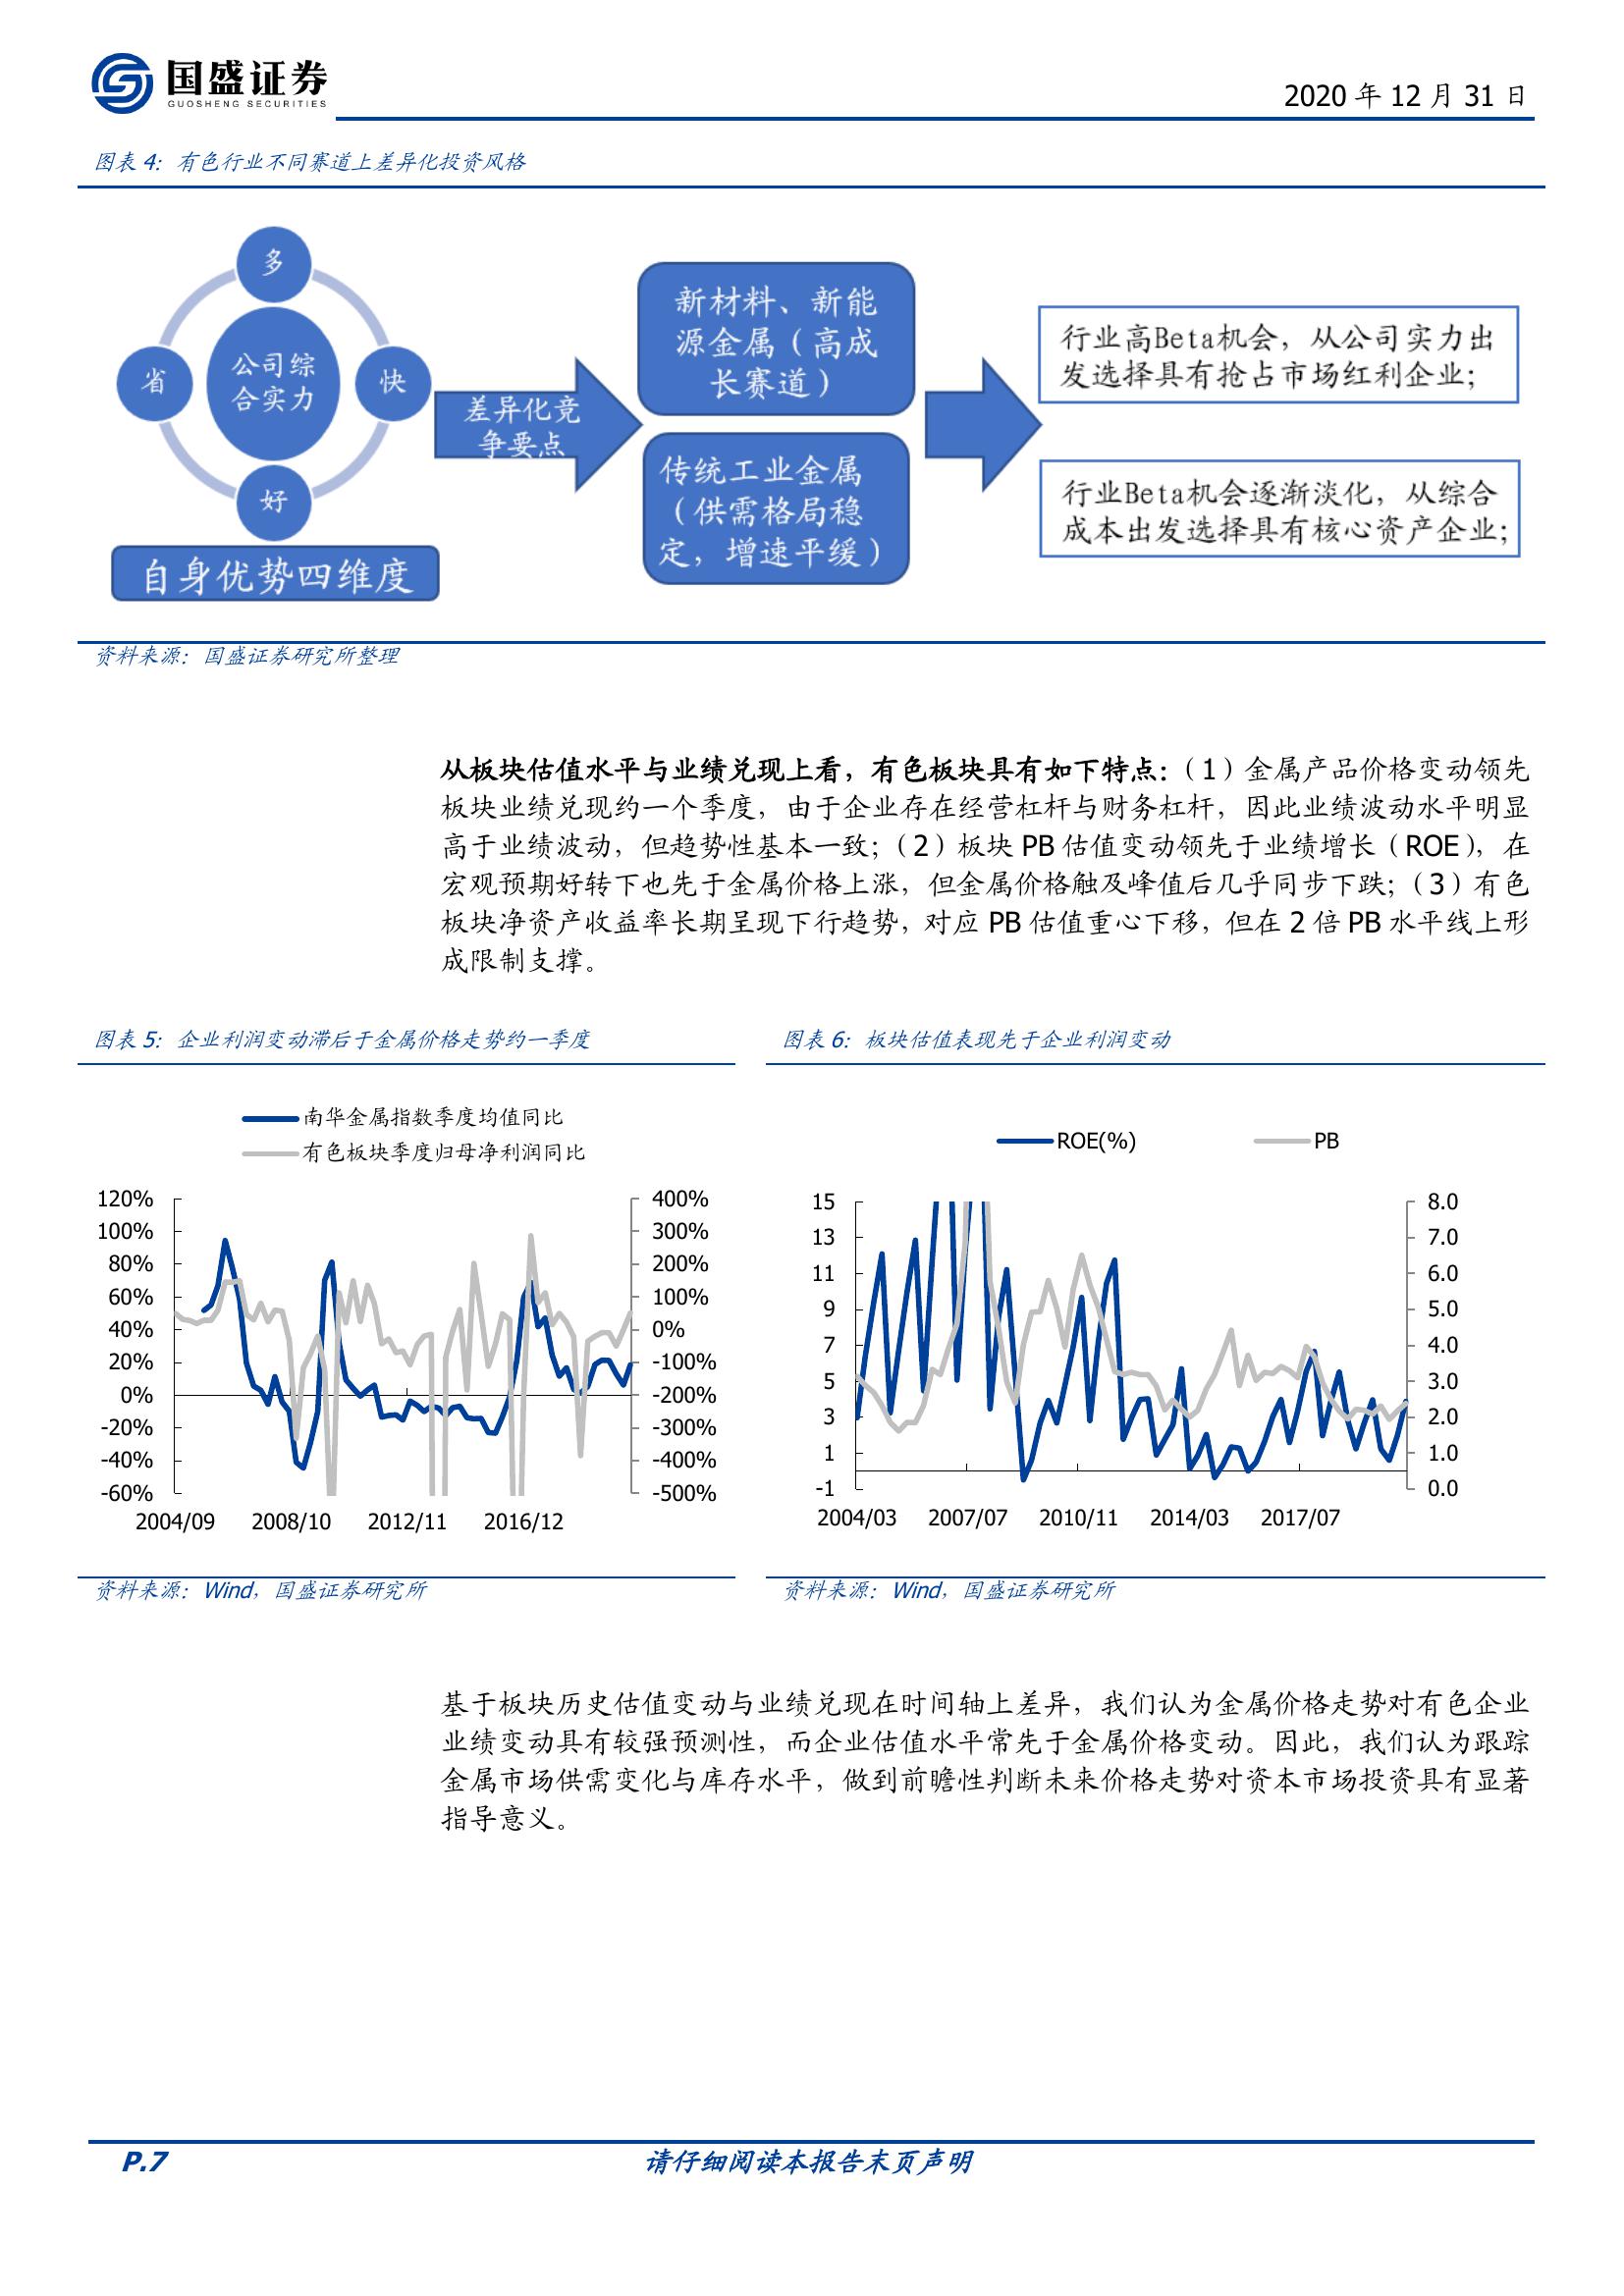 国盛证券
GUOSHENG SECURITIES
2020 年 12 月 31 日
图表 4：有色行业不同赛道上差异化投资风格
多
省
公司综
合实力
快
好
自身优势四维度
差异化竞
争要点
新材料、新能
源金属（高成
长赛道）
传统工业金属
（供需格局稳
定，增速平缓）
行业高Beta机会，从公司实力出
发选择具有抢占市场红利企业；
行业Beta机会逐渐淡化，从综合
成本出发选择具有核心资产企业；
资料来源：国盛证券研究所整理
从板块估值水平与业绩兑现上看，有色板块具有如下特点：（1）金属产品价格变动领先
板块业绩兑现约一个季度，由于企业存在经营杠杆与财务杠杆，因此业绩波动水平明显
高于业绩波动，但趋势性基本一致；（2）板块 PB 估值变动领先于业绩增长（ROE），在
宏观预期好转下也先于金属价格上涨，但金属价格触及峰值后几乎同步下跌；（3）有色
板块净资产收益率长期呈现下行趋势，对应 PB 估值重心下移，但在 2 倍 PB 水平线上形
成限制支撑。
图表 5：企业利润变动滞后于金属价格走势约一季度
南华金属指数季度均值同比
有色板块季度归母净利润同比
120%
100%
80%
60%
40%
20%
0%
-20%
-40%
-60%
400%
300%
200%
100%
0%
-100%
-200%
-300%
-400%
-500%
2004/09 2008/10 2012/11 2016/12
资料来源：Wind，国盛证券研究所
图表 6：板块估值表现先于企业利润变动
ROE(%) PB
15
13
11
9
7
5
3
1
-1
8.0
7.0
6.0
5.0
4.0
3.0
2.0
1.0
0.0
2004/03 2007/07 2010/11 2014/03 2017/07
资料来源：Wind，国盛证券研究所
基于板块历史估值变动与业绩兑现在时间轴上差异，我们认为金属价格走势对有色企业
业绩变动具有较强预测性，而企业估值水平常先于金属价格变动。因此，我们认为跟踪
金属市场供需变化与库存水平，做到前瞻性判断未来价格走势对资本市场投资具有显著
指导意义。
P.7
请仔细阅读本报告末页声明